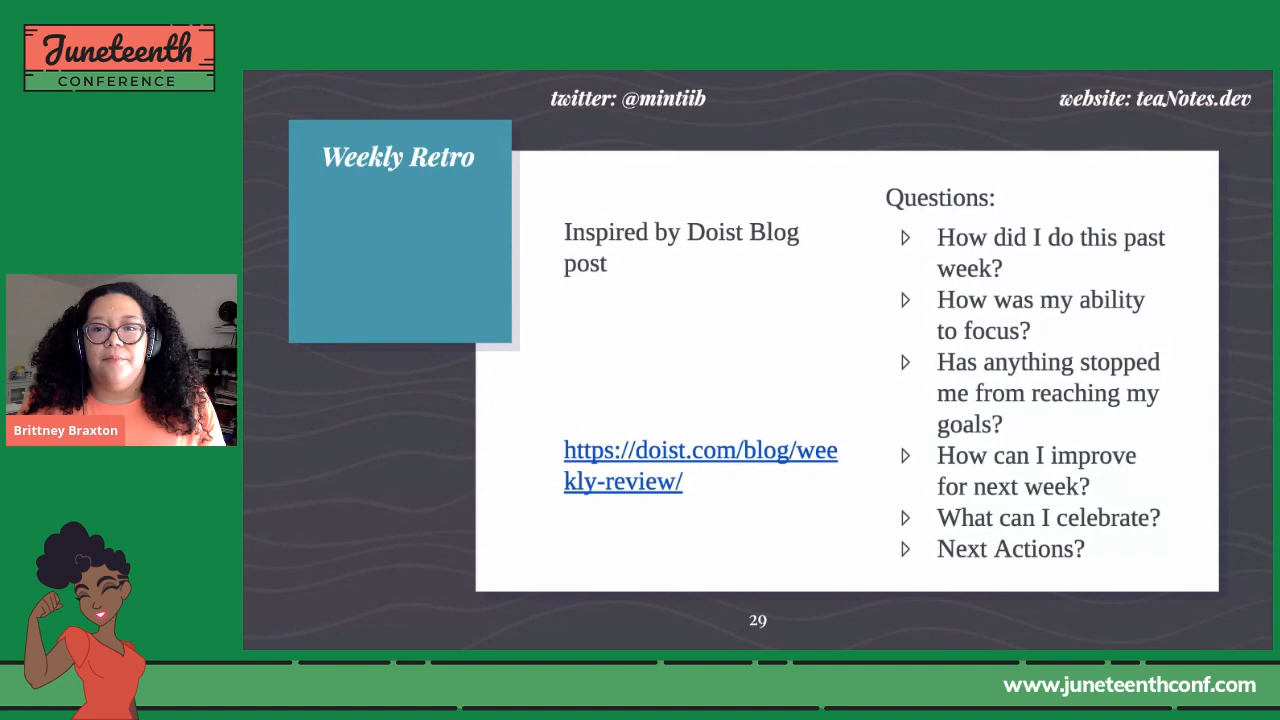 Juneteenth
CONFERENCE
twitter: @mintiib
website: teaNotes.dev
Weekly Retro
Inspired by Doist Blog
post
https://doist.com/blog/wee
kly-review/
Questions:
How did I do this past
week?
How was my ability
to focus?
Has anything stopped
me from reaching my
goals?
How can I improve
for next week?
What can I celebrate?
Next Actions?
29
Brittney Braxton
www.juneteenthconf.com